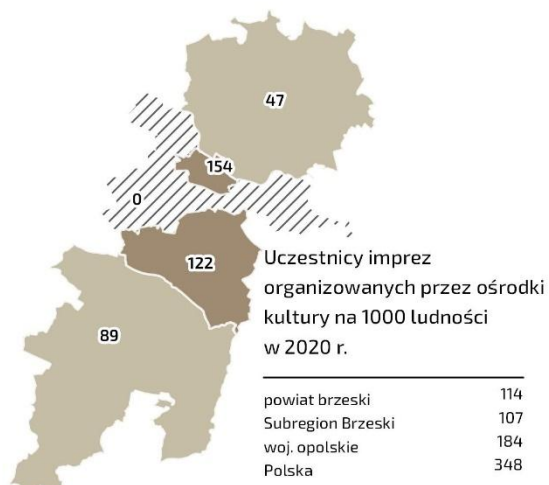 47
154
0
122
89
Uczestnicy imprez
organizowanych przez ośrodki
kultury na 1000 ludności
w 2020 r.
powiat brzeski 114
Subregion Brzeski 107
woj. opolskie 184
Polska 348